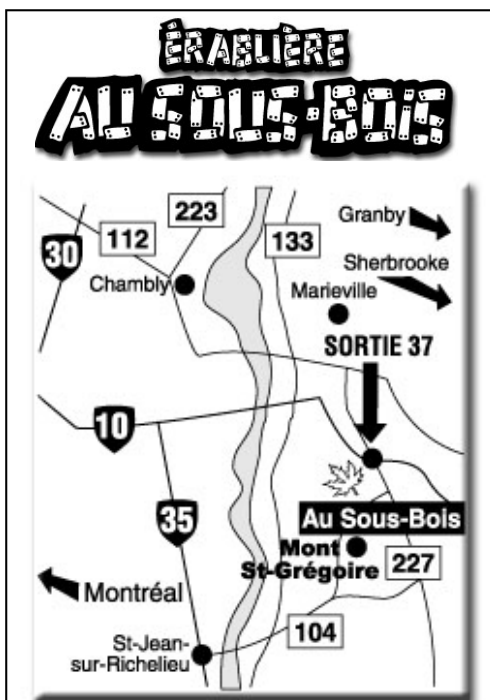 ÉRABLIÈRE
AU SOUS-BOIS
223
Granby
112
133
30
Sherbrooke
Chambly
Marieville
SORTIE 37
10
35
Au Sous-Bois
Mont
St-Grégoire
227
Montréal
104
St-Jean-
sur-Richelieu